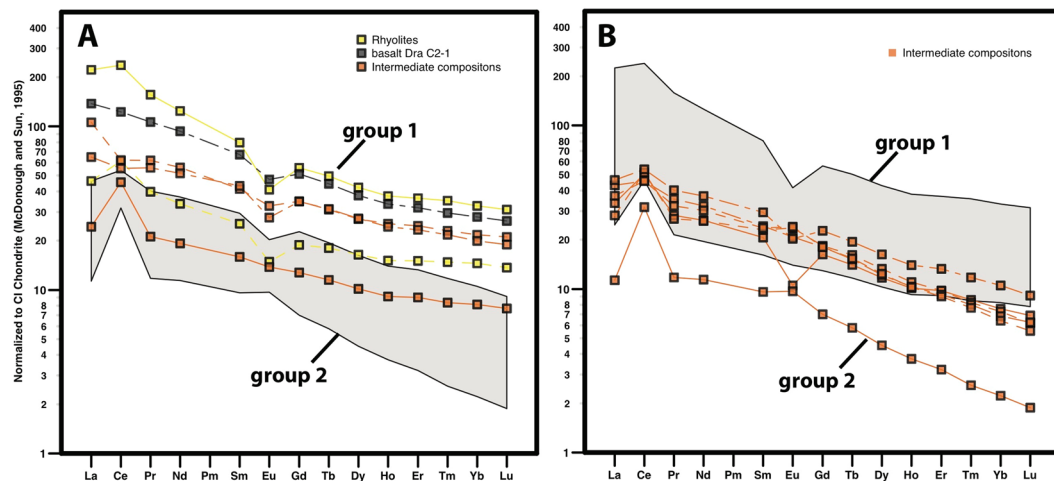 A
B
Normalized to CI Chondrite (McDonough and Sun, 1995)
400
300
200
100
80
60
50
40
30
20
10
8
7
6
5
4
3
2
1
Rhyolites
basalt Dra C2-1
Intermediate compositons
group 1
group 2
La Ce Pr Nd Pm Sm Eu Gd Tb Dy Ho Er Tm Yb Lu
400
300
200
100
80
60
50
40
30
20
10
8
7
6
5
4
3
2
1
Intermediate compositons
group 1
group 2
La Ce Pr Nd Pm Sm Eu Gd Tb Dy Ho Er Tm Yb Lu